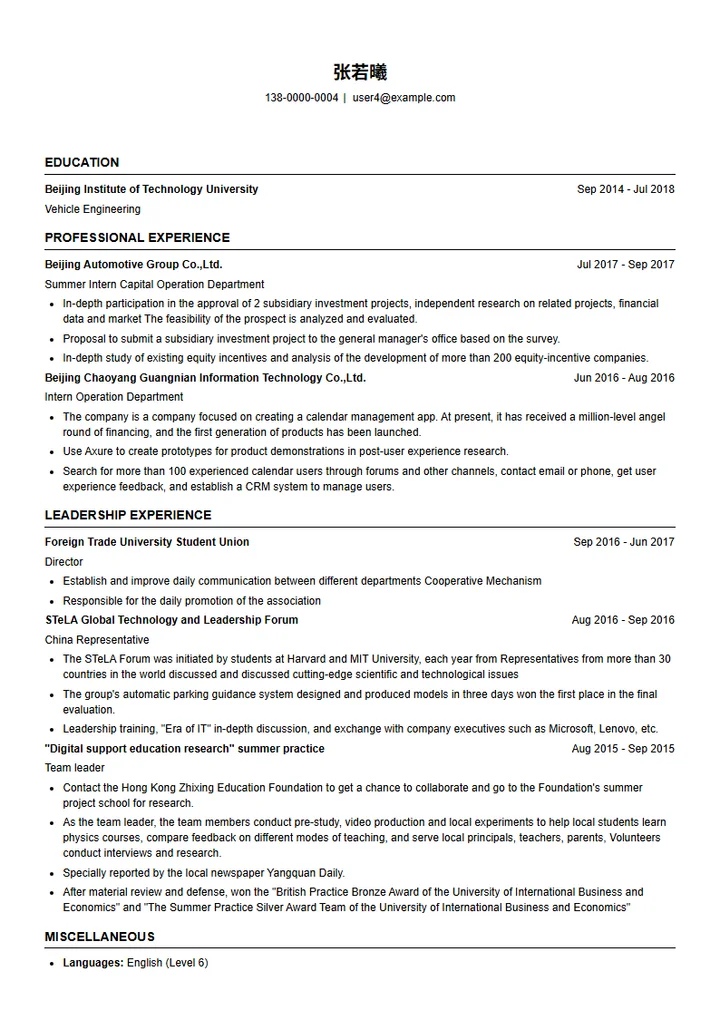 张若曦
138-0000-0004 | user4@example.com
EDUCATION
Beijing Institute of Technology University Sep 2014 - Jul 2018
Vehicle Engineering
PROFESSIONAL EXPERIENCE
Beijing Automotive Group Co.,Ltd. Jul 2017 - Sep 2017
Summer Intern Capital Operation Department
• In-depth participation in the approval of 2 subsidiary investment projects, independent research on related projects, financial
data and market The feasibility of the prospect is analyzed and evaluated.
• Proposal to submit a subsidiary investment project to the general manager's office based on the survey.
• In-depth study of existing equity incentives and analysis of the development of more than 200 equity-incentive companies.
Beijing Chaoyang Guangnian Information Technology Co.,Ltd. Jun 2016 - Aug 2016
Intern Operation Department
• The company is a company focused on creating a calendar management app. At present, it has received a million-level angel
round of financing, and the first generation of products has been launched.
• Use Axure to create prototypes for product demonstrations in post-user experience research.
• Search for more than 100 experienced calendar users through forums and other channels, contact email or phone, get user
experience feedback, and establish a CRM system to manage users.
LEADERSHIP EXPERIENCE
Foreign Trade University Student Union Sep 2016 - Jun 2017
Director
• Establish and improve daily communication between different departments Cooperative Mechanism
• Responsible for the daily promotion of the association
STeLA Global Technology and Leadership Forum Aug 2016 - Sep 2016
China Representative
• The STeLA Forum was initiated by students at Harvard and MIT University, each year from Representatives from more than 30
countries in the world discussed and discussed cutting-edge scientific and technological issues
• The group's automatic parking guidance system designed and produced models in three days won the first place in the final
evaluation.
• Leadership training, "Era of IT" in-depth discussion, and exchange with company executives such as Microsoft, Lenovo, etc.
"Digital support education research" summer practice Aug 2015 - Sep 2015
Team leader
• Contact the Hong Kong Zhixing Education Foundation to get a chance to collaborate and go to the Foundation's summer
project school for research.
• As the team leader, the team members conduct pre-study, video production and local experiments to help local students learn
physics courses, compare feedback on different modes of teaching, and serve local principals, teachers, parents, Volunteers
conduct interviews and research.
• Specially reported by the local newspaper Yangquan Daily.
• After material review and defense, won the "British Practice Bronze Award of the University of International Business and
Economics" and "The Summer Practice Silver Award Team of the University of International Business and Economics"
MISCELLANEOUS
• Languages: English (Level 6)